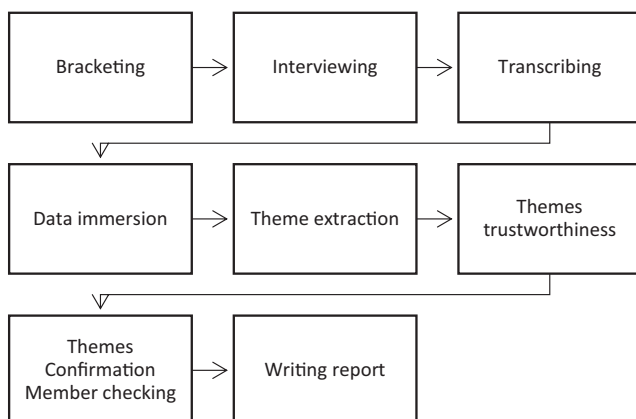 Bracketing
Interviewing
Transcribing
Data immersion
Theme extraction
Themes
trustworthiness
Themes
Confirmation
Member checking
Writing report